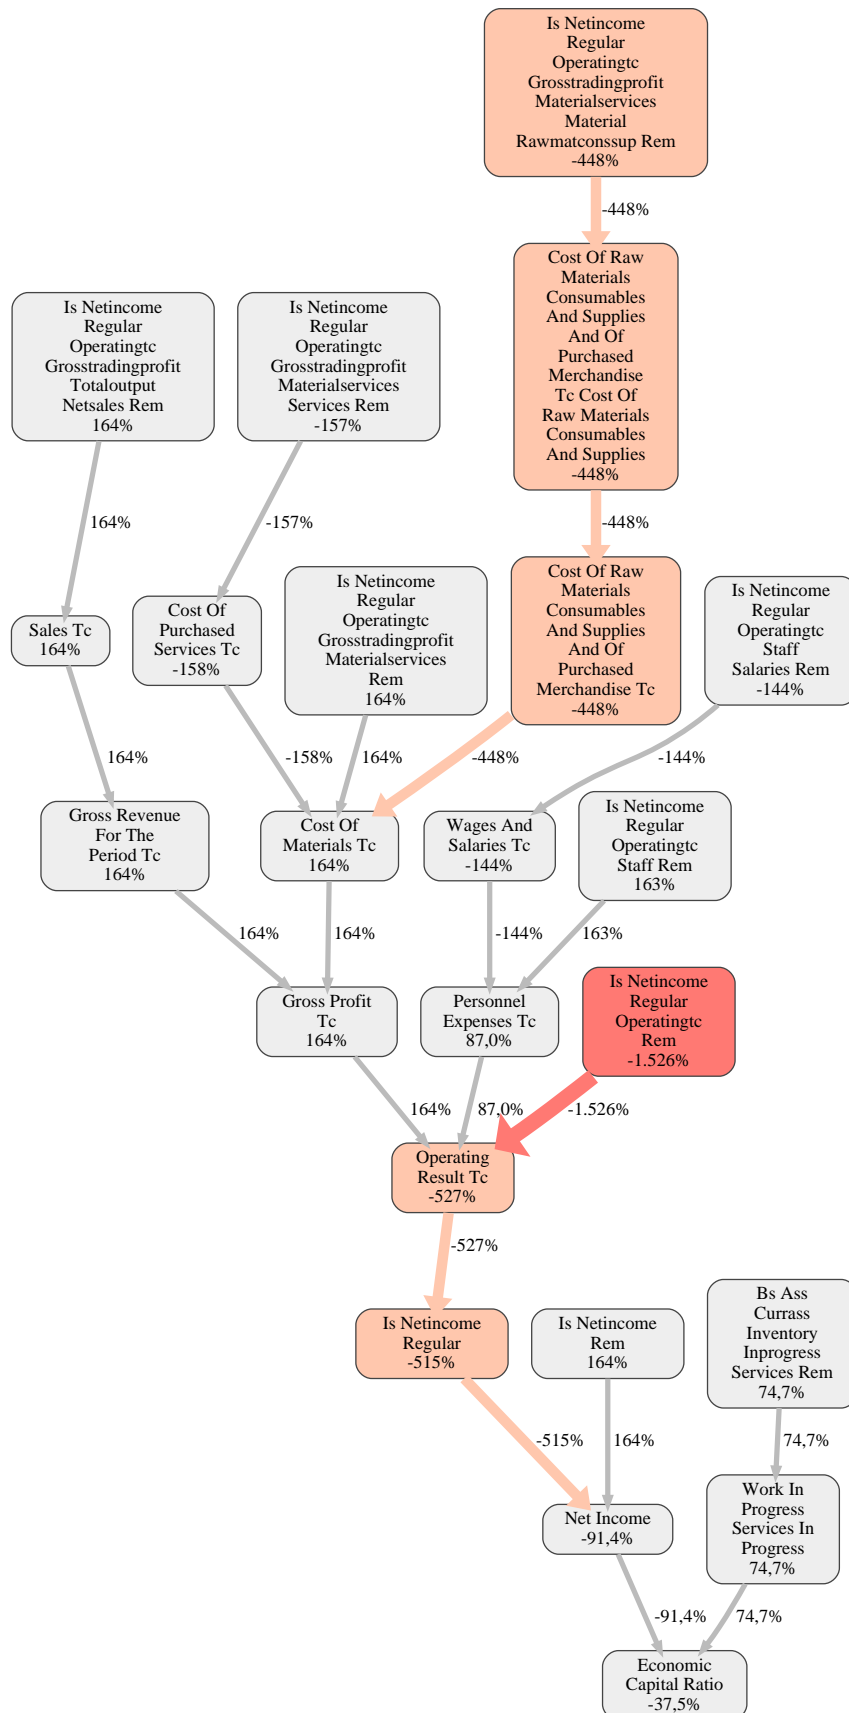 Is Netincome
Regular
Operatingtc
Grosstradingprofit
Materialservices
Material
Rawmatconssup Rem
-448%
-448%
Cost Of Raw
Materials
Consumables
And Supplies
And Of
Purchased
Merchandise
Tc Cost Of
Raw Materials
Consumables
And Supplies
-448%
Is Netincome
Regular
Operatingtc
Grosstradingprofit
Totaloutput
Netsales Rem
164%
Is Netincome
Regular
Operatingtc
Grosstradingprofit
Materialservices
Services Rem
-157%
164%
-157%
-448%
Sales Tc
164%
Cost Of
Purchased
Services Tc
-158%
Is Netincome
Regular
Operatingtc
Grosstradingprofit
Materialservices
Rem
164%
Cost Of Raw
Materials
Consumables
And Supplies
And Of
Purchased
Merchandise Tc
-448%
Is Netincome
Regular
Operatingtc
Staff
Salaries Rem
-144%
164%
-158%
164%
-448%
-144%
Gross Revenue
For The
Period Tc
164%
Cost Of
Materials Tc
164%
Wages And
Salaries Tc
-144%
Is Netincome
Regular
Operatingtc
Staff Rem
163%
164%
164%
-144%
163%
Gross Profit
Tc
164%
Personnel
Expenses Tc
87,0%
Is Netincome
Regular
Operatingtc
Rem
-1.526%
164%
87,0%
-1.526%
Operating
Result Tc
-527%
-527%
Is Netincome
Regular
-515%
Is Netincome
Rem
164%
Bs Ass
Currass
Inventory
Inprogress
Services Rem
74,7%
-515%
164%
74,7%
Net Income
-91,4%
Work In
Progress
Services In
Progress
74,7%
-91,4%
74,7%
Economic
Capital Ratio
-37,5%